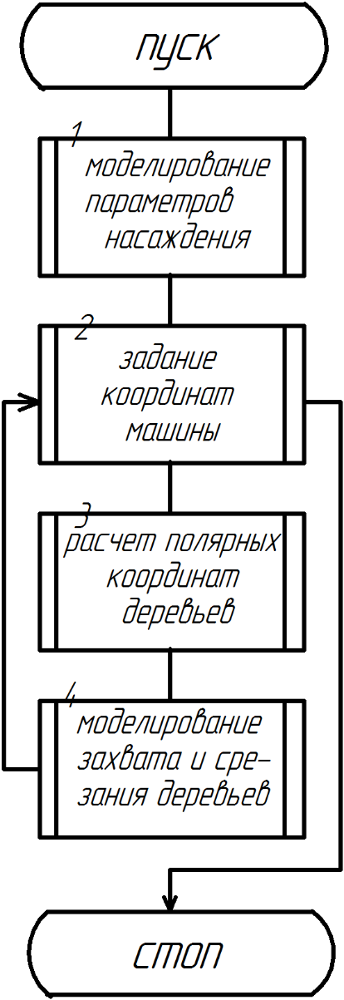 пуск
1
моделирование
параметров
насаждения
2
задание
координат
машины
3
расчет полярных
координат
деревьев
4
моделирование
захвата и сре-
зания деревьев
стоп